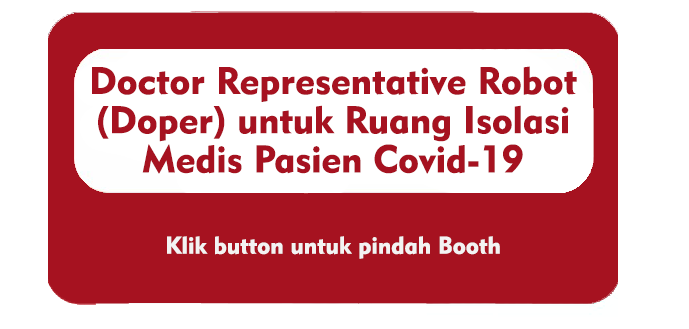 Doctor Representative Robot
(Doper) untuk Ruang Isolasi
Medis Pasien Covid-19
Klik button untuk pindah Booth